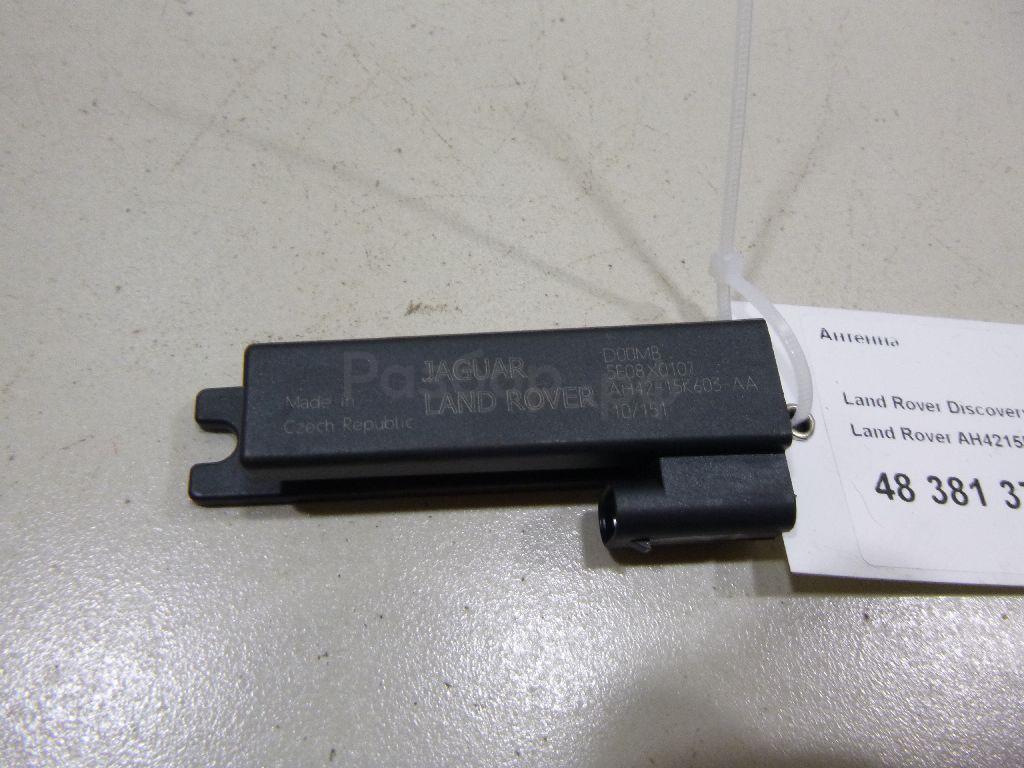 JAGUAR
LAND ROVER
Made in
Czech Republic
D00MB
5E08X0107
AH42-15K603-AA
10/151
Антенна
Land Rover Discovery
Land Rover AH4215
48 381 37